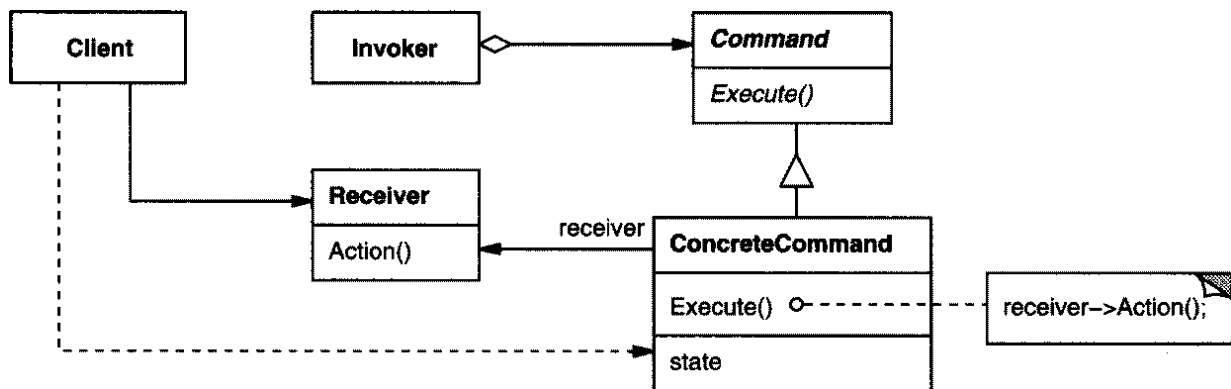 Client
Invoker
Command
Execute()
Receiver
Action()
receiver
ConcreteCommand
Execute()
receiver->Action();
state